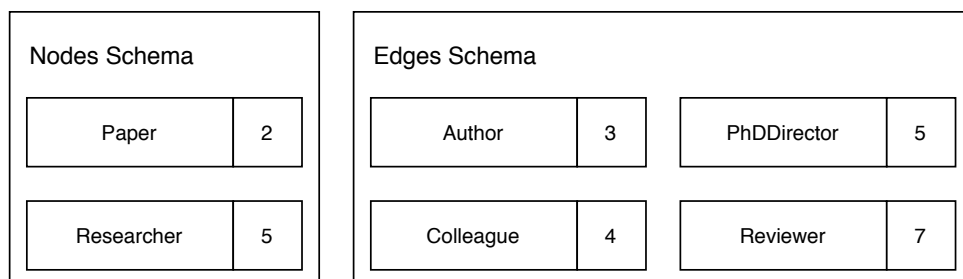 Nodes Schema
Paper 2
Researcher 5
Edges Schema
Author 3
PhDDirector 5
Colleague 4
Reviewer 7